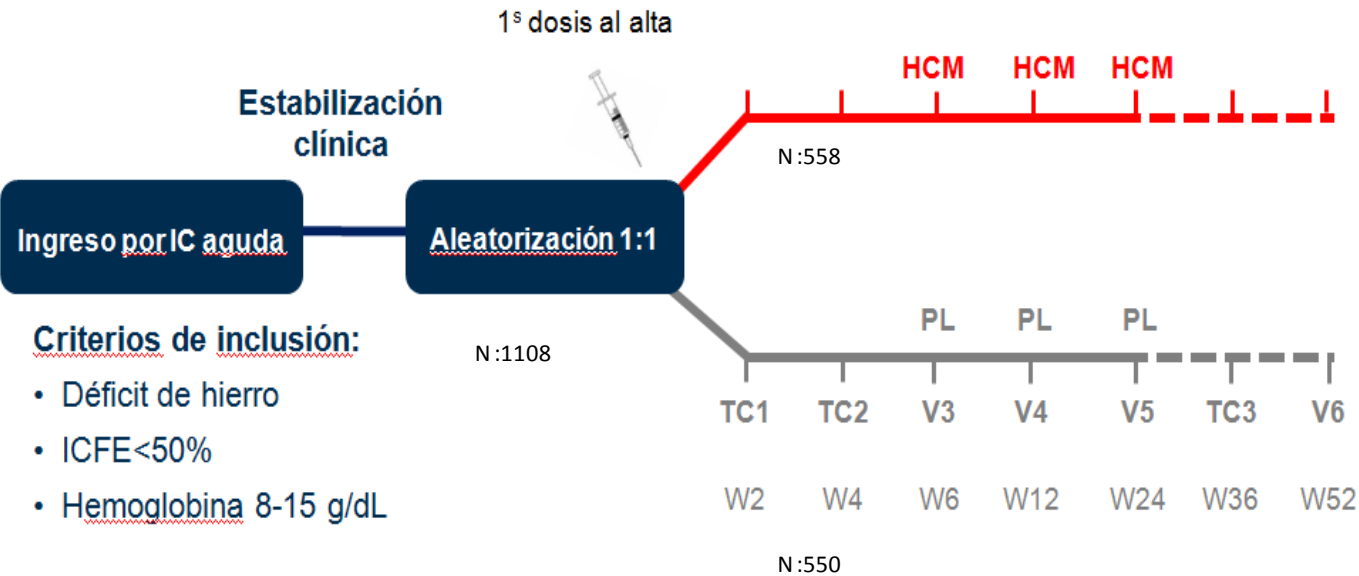 1ˢ dosis al alta
HCM HCM HCM
Estabilización
clínica
N :558
Ingreso por IC aguda
Aleatorización 1:1
PL PL PL
Criterios de inclusión:
N :1108
• Déficit de hierro
• ICFE<50%
• Hemoglobina 8-15 g/dL
TC1 TC2 V3 V4 V5 TC3 V6
W2 W4 W6 W12 W24 W36 W52
N :550